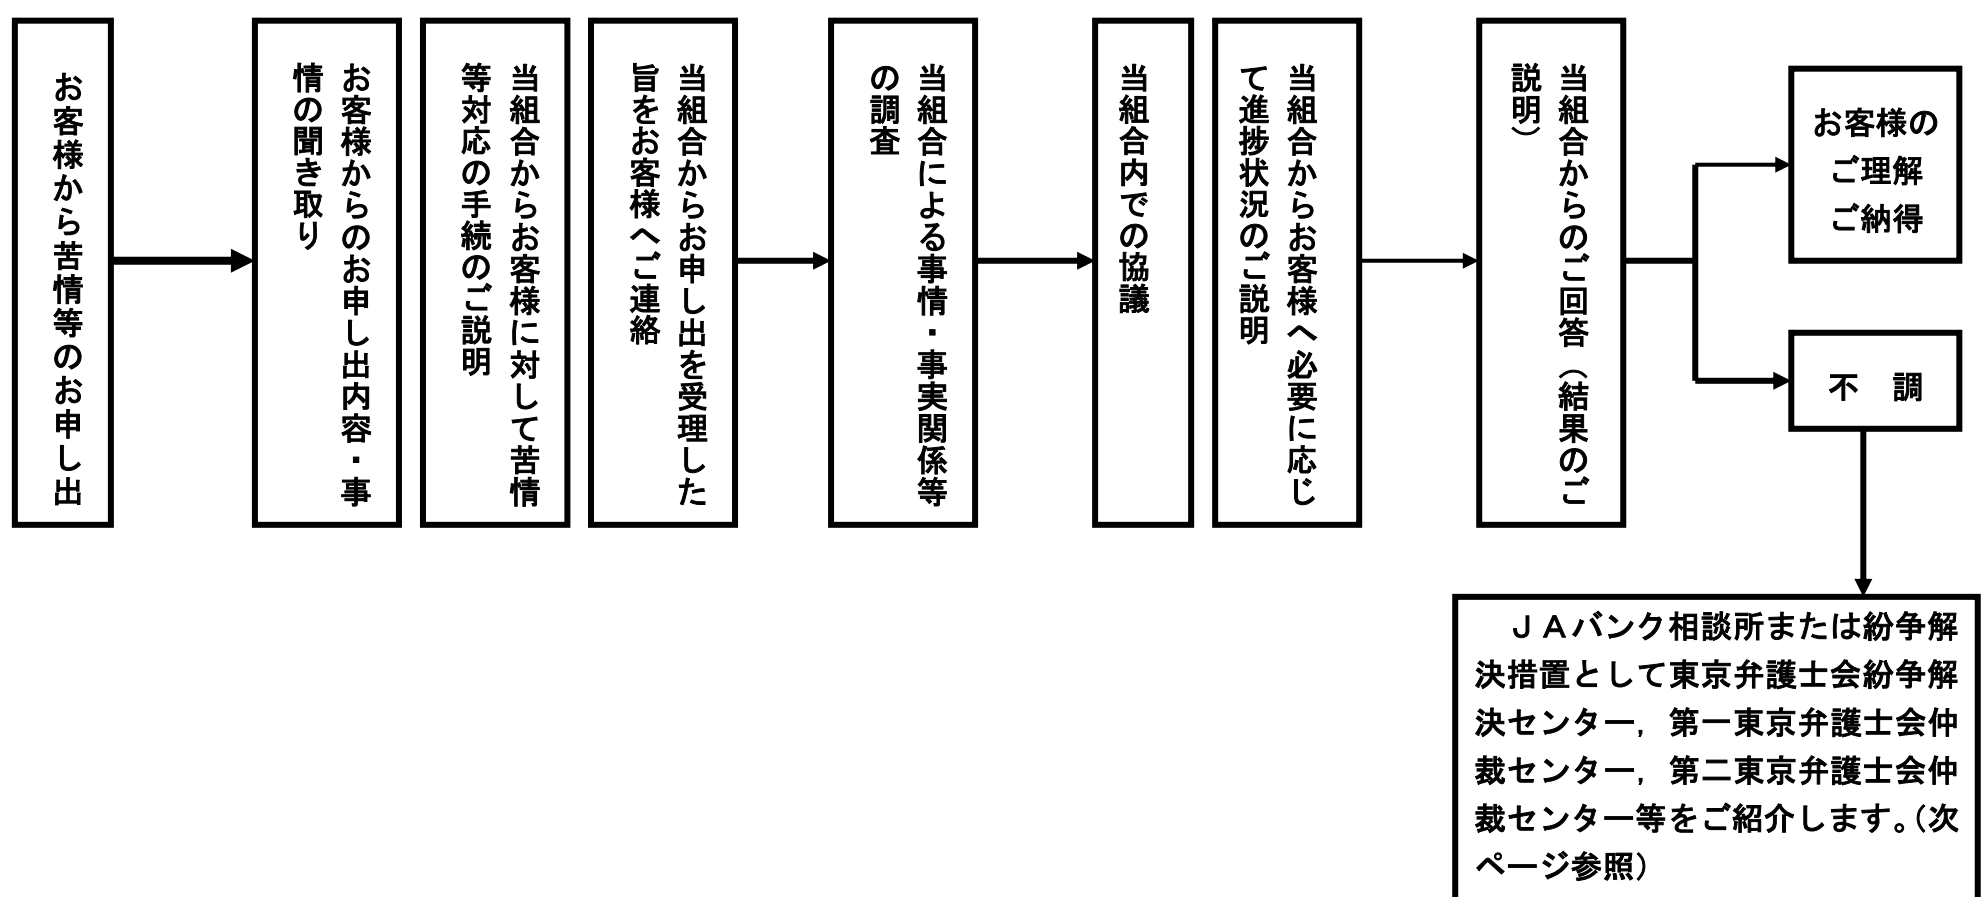 お客様から苦情等のお申し出
お客様からのお申し出内容・事
情の聞き取り
当組合からお客様に対して苦情
等対応の手続のご説明
当組合からお申し出を受理した
旨をお客様へご連絡
当組合による事情・事実関係等
の調査
当組合内での協議
当組合からお客様へ必要に応じ
て進捗状況のご説明
当組合からのご回答（結果のご
説明）
お客様の
ご理解
ご納得
不　調
ＪＡバンク相談所または紛争解
決措置として東京弁護士会紛争解
決センター，第一東京弁護士会仲
裁センター，第二東京弁護士会仲
裁センター等をご紹介します。（次
ページ参照）